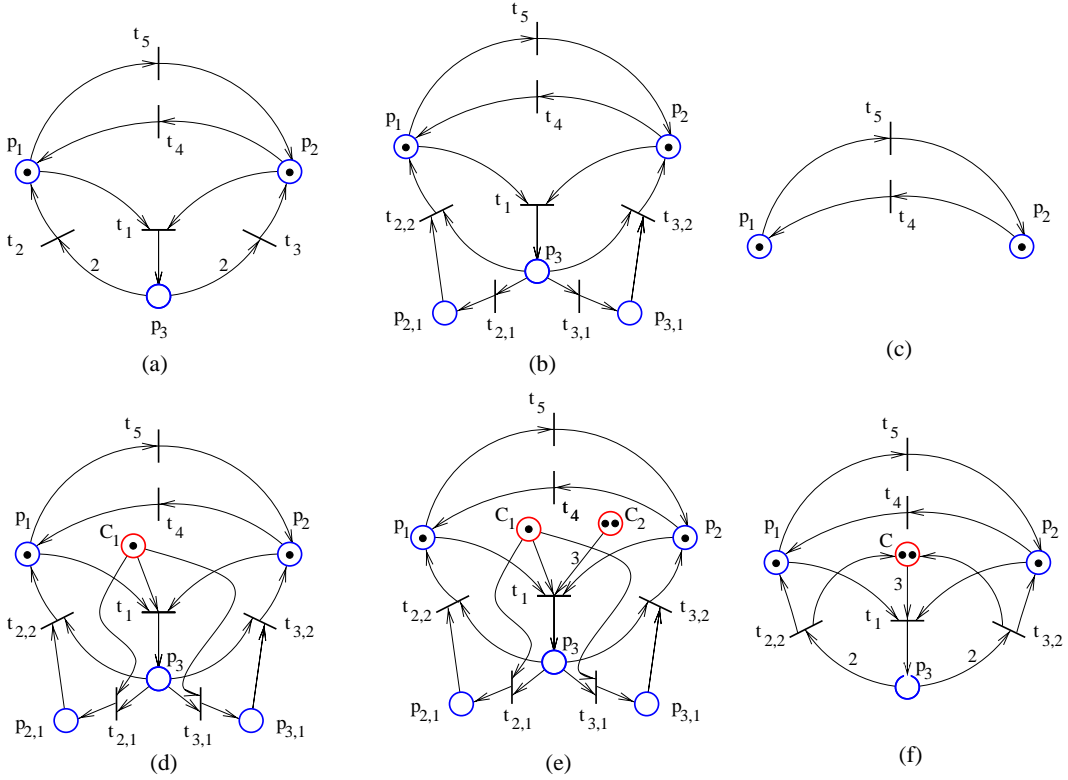 t5
t4
p1
p2
t1
t2
t3
2
2
p3
(a)
t5
t4
p1
p2
t1
t2,2
t3,2
p3
p2,1
t2,1
t3,1
p3,1
(b)
t5
t4
p1
p2
(c)
t5
t4
p1
p2
C1
t1
t2,2
t3,2
p3
p2,1
t2,1
t3,1
p3,1
(d)
t5
t4
p1
p2
C1
C2
3
t1
t2,2
t3,2
p3
p2,1
t2,1
t3,1
p3,1
(e)
t5
t4
p1
p2
C
3
t1
t2,2
t3,2
2
2
p3
(f)